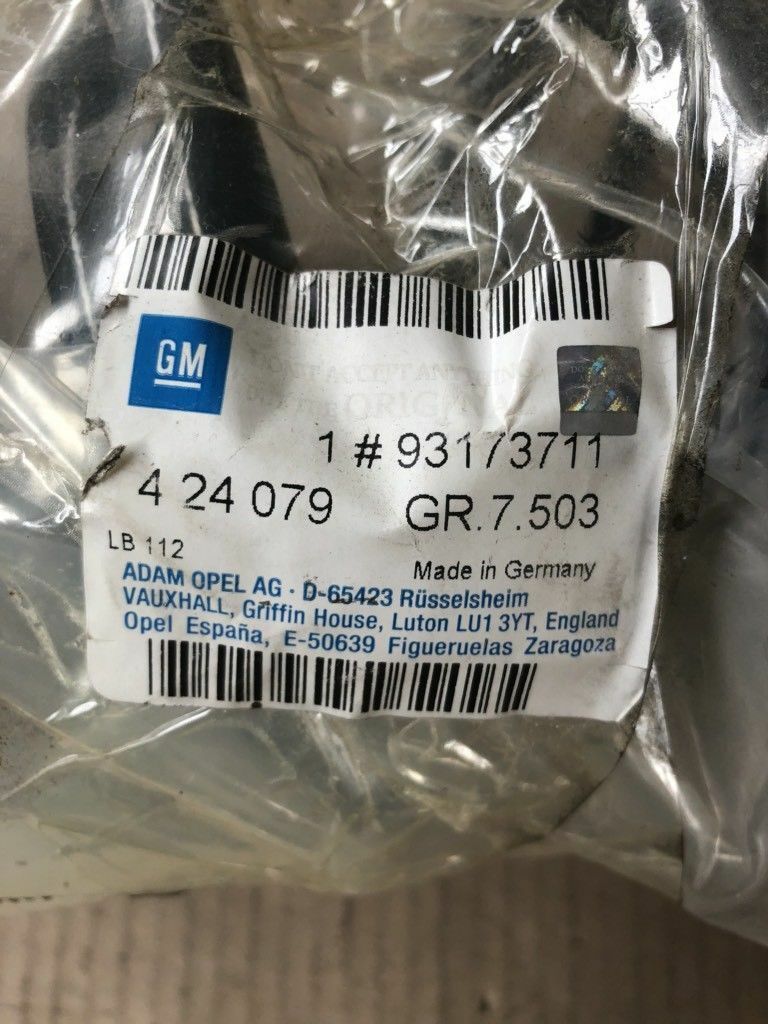 GM
ORIGINAL
1 # 93173711
4 24 079 GR.7.503
LB 112
Made in Germany
ADAM OPEL AG · D-65423 Rüsselsheim
VAUXHALL, Griffin House, Luton LU1 3YT, England
Opel España, E-50639 Figueruelas Zaragoza